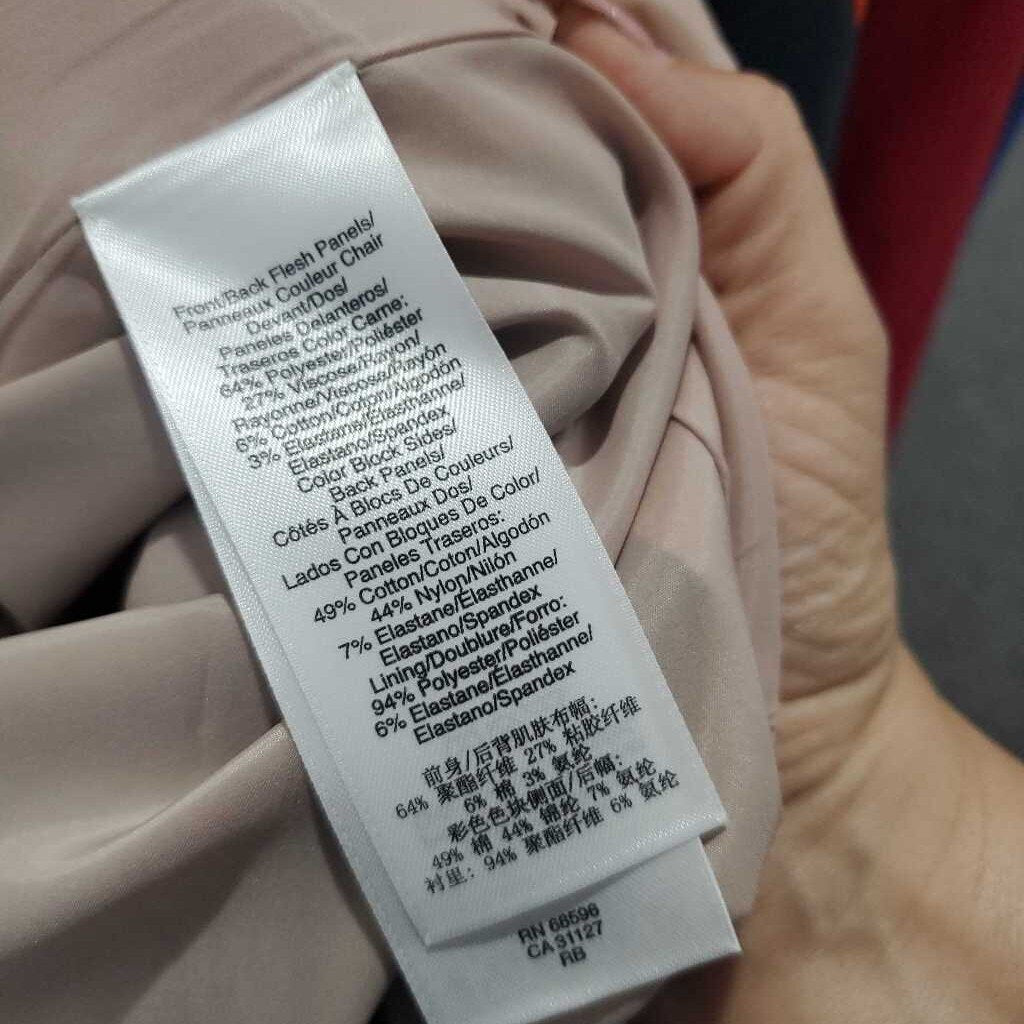 Front/Back Flesh Panels/
Panneaux Couleur Chair
Devant/Dos/
Paneles Delanteros/
Traseros Color Carne:
64% Polyester/Poliéster
27% Viscose/Rayon/
Rayonne/Viscosa/Rayón
6% Cotton/Coton/Algodón
3% Elastane/Elasthanne/
Elastano/Spandex
Color Block Sides/
Back Panels/
Côtés À Blocs De Couleurs/
Panneaux Dos/
Lados Con Bloques De Color/
Paneles Traseros:
49% Cotton/Coton/Algodón
44% Nylon/Nilón
7% Elastane/Elasthanne/
Elastano/Spandex
Lining/Doublure/Forro:
94% Polyester/Poliéster
6% Elastane/Elasthanne/
Elastano/Spandex
前身/后背肌肤布幅:
64% 聚酯纤维 27% 粘胶纤维
6% 棉 3% 氨纶
彩色色块侧面/后幅:
49% 棉 44% 棉纶 7% 氨纶
衬里: 94% 聚酯纤维 6% 氨纶
RN 68596
CA 31127
RB